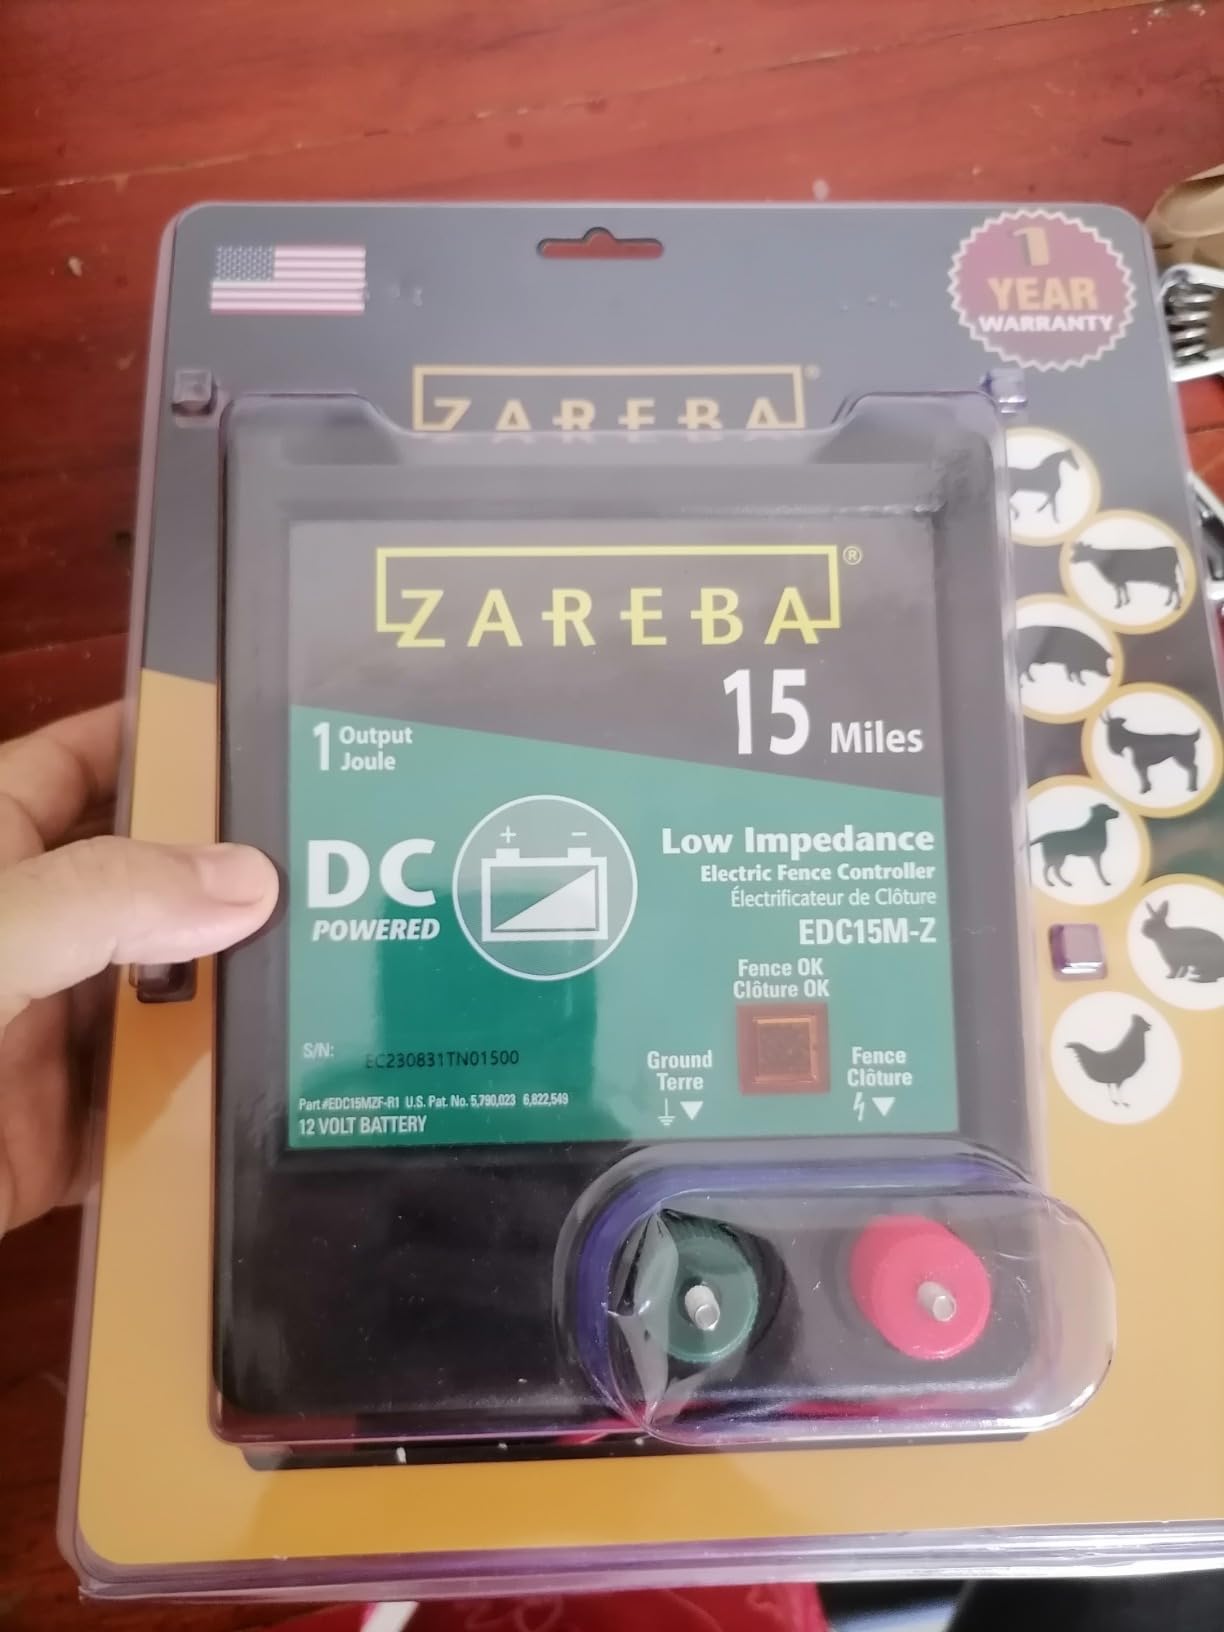 1
YEAR
WARRANTY
ZAREBA®
ZAREBA®
15 Miles
1 Output
Joule
DC
POWERED
+ −
Low Impedance
Electric Fence Controller
Électrificateur de Clôture
EDC15M-Z
Fence OK
Clôture OK
Ground
Terre
Fence
Clôture
S/N: EC230831TN01500
Part #EDC15MZF-R1 U.S. Pat. No. 5,790,023 6,822,549
12 VOLT BATTERY